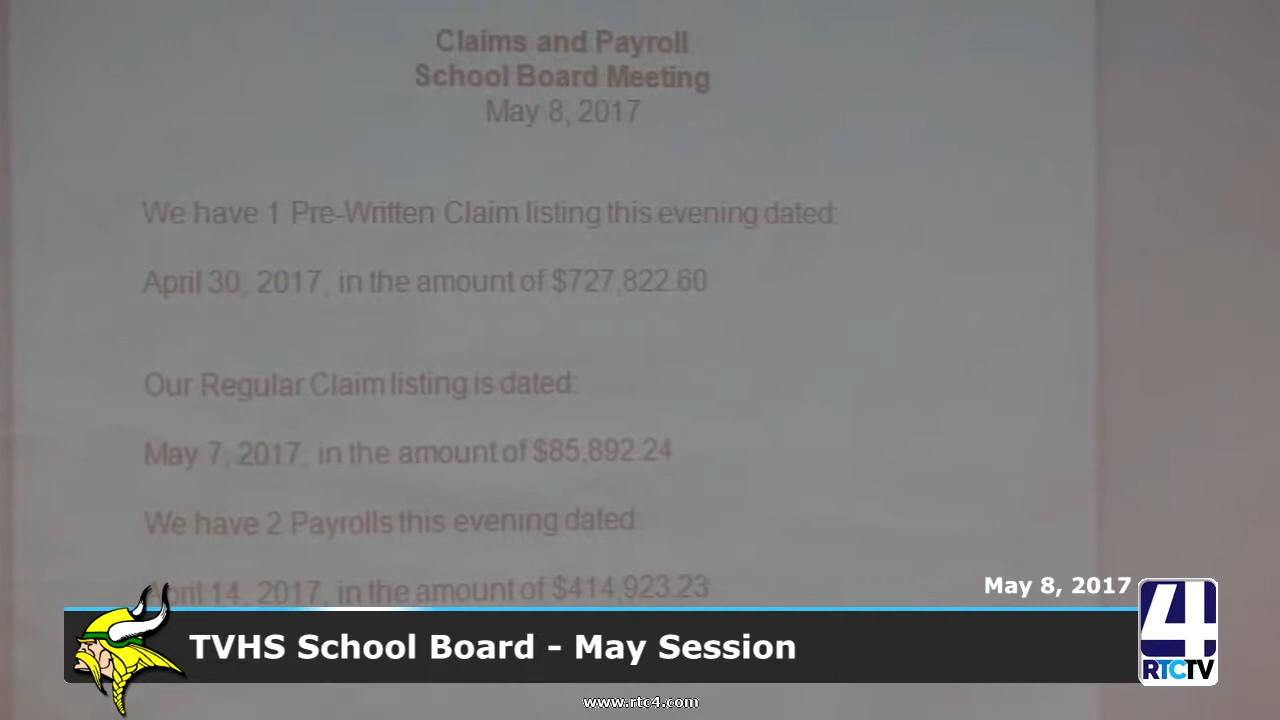 Claims and Payroll
School Board Meeting
May 8, 2017
We have 1 Pre-Written Claim listing this evening dated:
April 30, 2017, in the amount of $727,822.60
Our Regular Claim listing is dated:
May 7, 2017, in the amount of $85,892.24
We have 2 Payrolls this evening dated:
April 14, 2017, in the amount of $414,923.23
May 8, 2017
TVHS School Board - May Session
4
RTCTV
www.rtc4.com